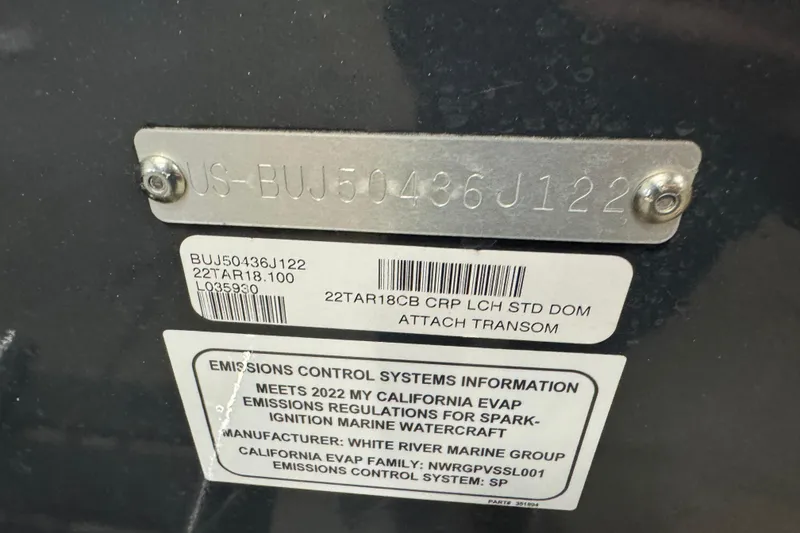 US-BUJ50436J122
BUJ50436J122
22TAR18.100
L035930
22TAR18CB CRP LCH STD DOM
ATTACH TRANSOM
EMISSIONS CONTROL SYSTEMS INFORMATION
MEETS 2022 MY CALIFORNIA EVAP
EMISSIONS REGULATIONS FOR SPARK-
IGNITION MARINE WATERCRAFT
MANUFACTURER: WHITE RIVER MARINE GROUP
CALIFORNIA EVAP FAMILY: NWRGPVSSL001
EMISSIONS CONTROL SYSTEM: SP
PART#